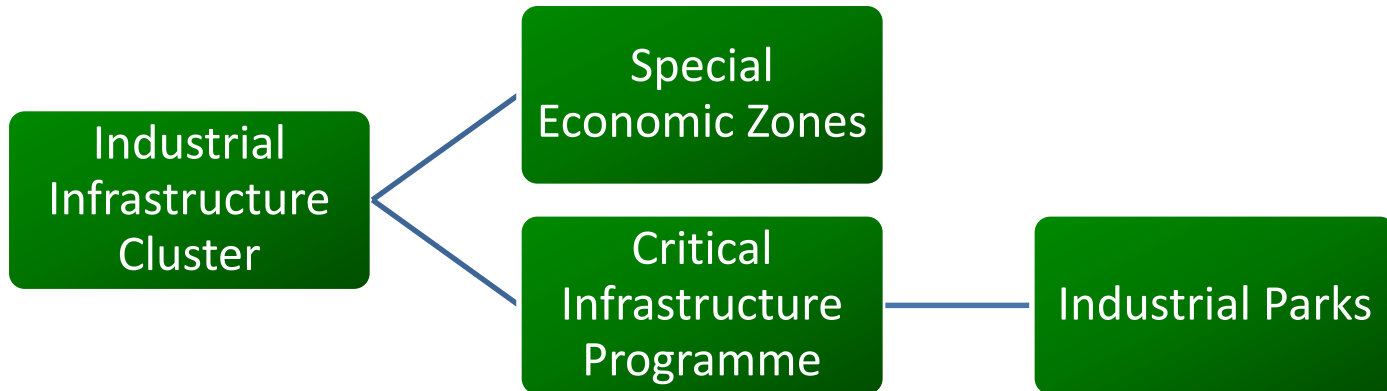 Industrial
Infrastructure
Cluster
Special
Economic Zones
Critical
Infrastructure
Programme
Industrial Parks